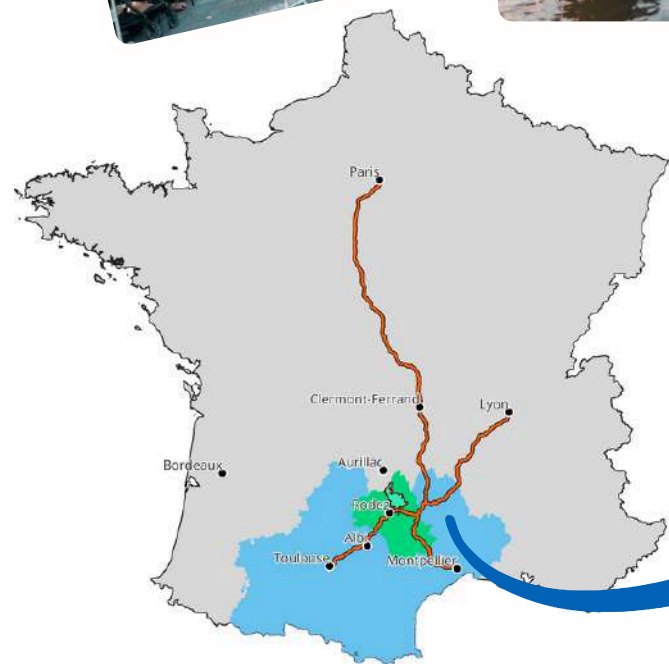 Paris
Clermont-Ferrand
Lyon
Bordeaux
Aurillac
Rodez
Albi
Toulouse
Montpellier